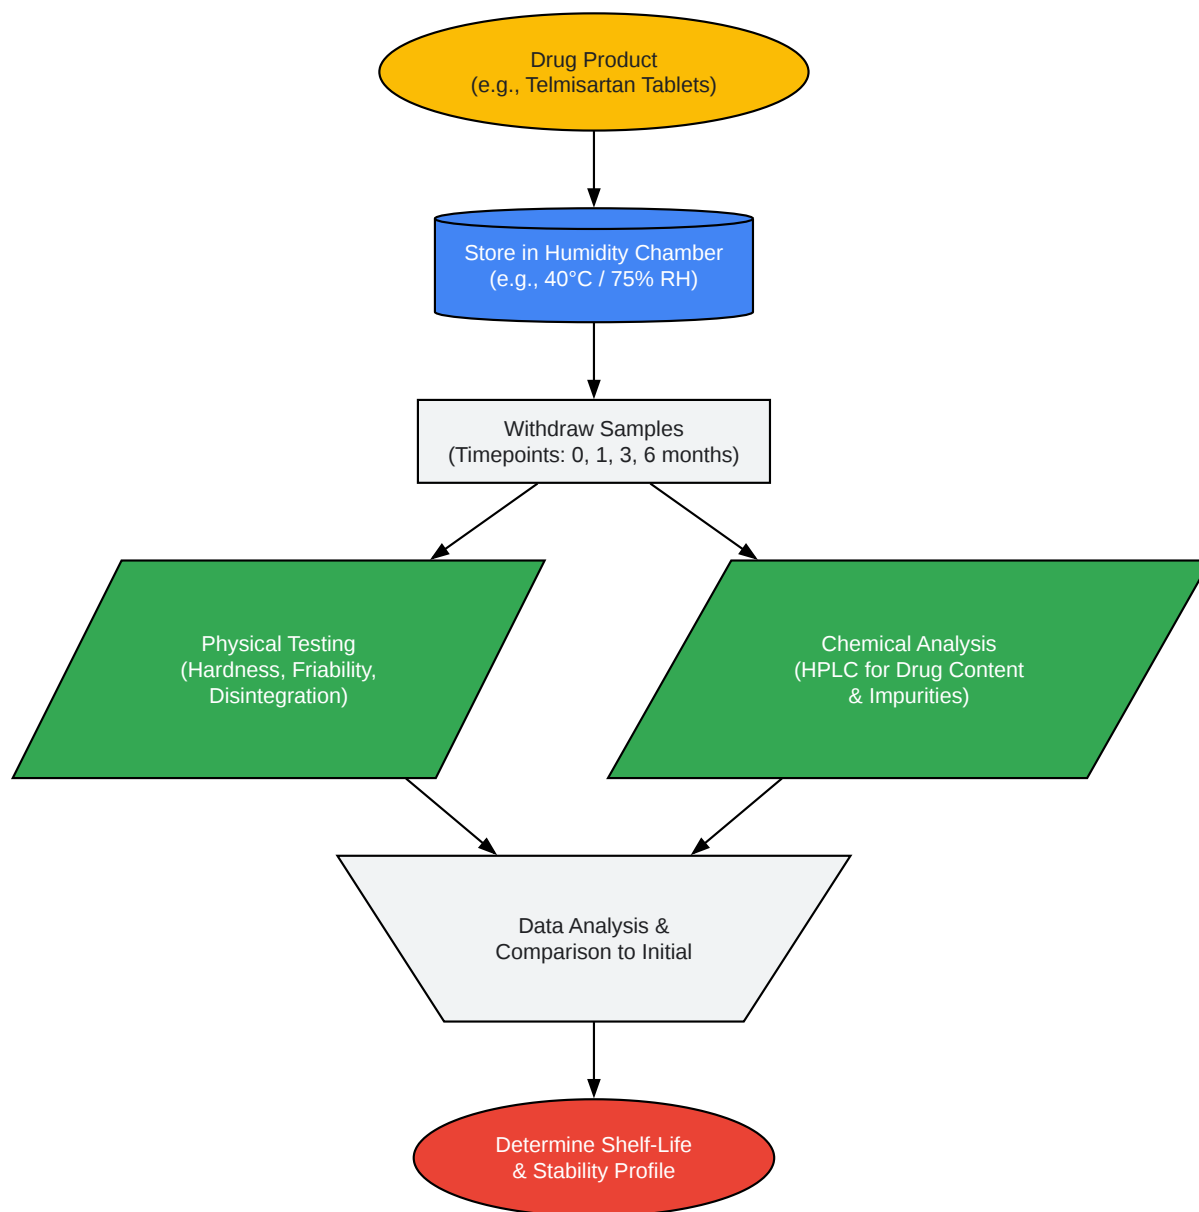 Drug Product
(e.g., Telmisartan Tablets)
Store in Humidity Chamber
(e.g., 40°C / 75% RH)
Withdraw Samples
(Timepoints: 0, 1, 3, 6 months)
Physical Testing
(Hardness, Friability,
Disintegration)
Chemical Analysis
(HPLC for Drug Content
& Impurities)
Data Analysis &
Comparison to Initial
Determine Shelf-Life
& Stability Profile